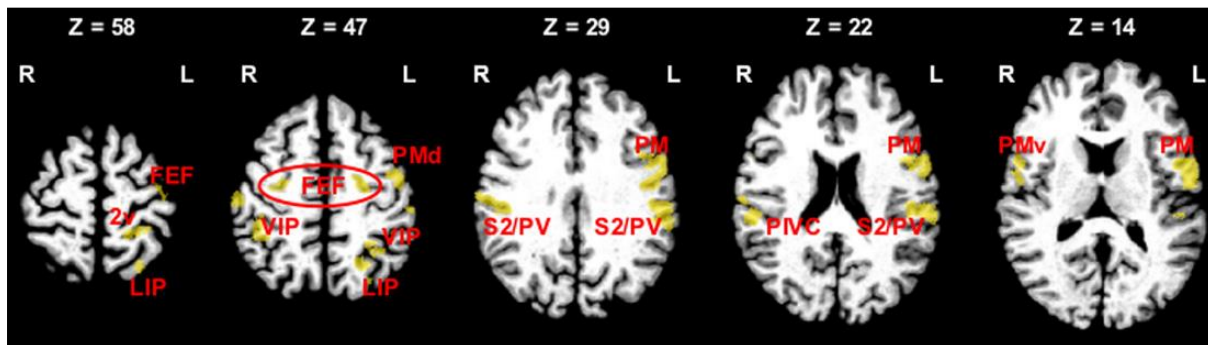 Z = 58 Z = 47 Z = 29 Z = 22 Z = 14
R L R L R L R L R L
PM PM PMv PM
PMd
FEF FEF
2v VIP VIP S2/PV S2/PV PIVC S2/PV
LIP LIP